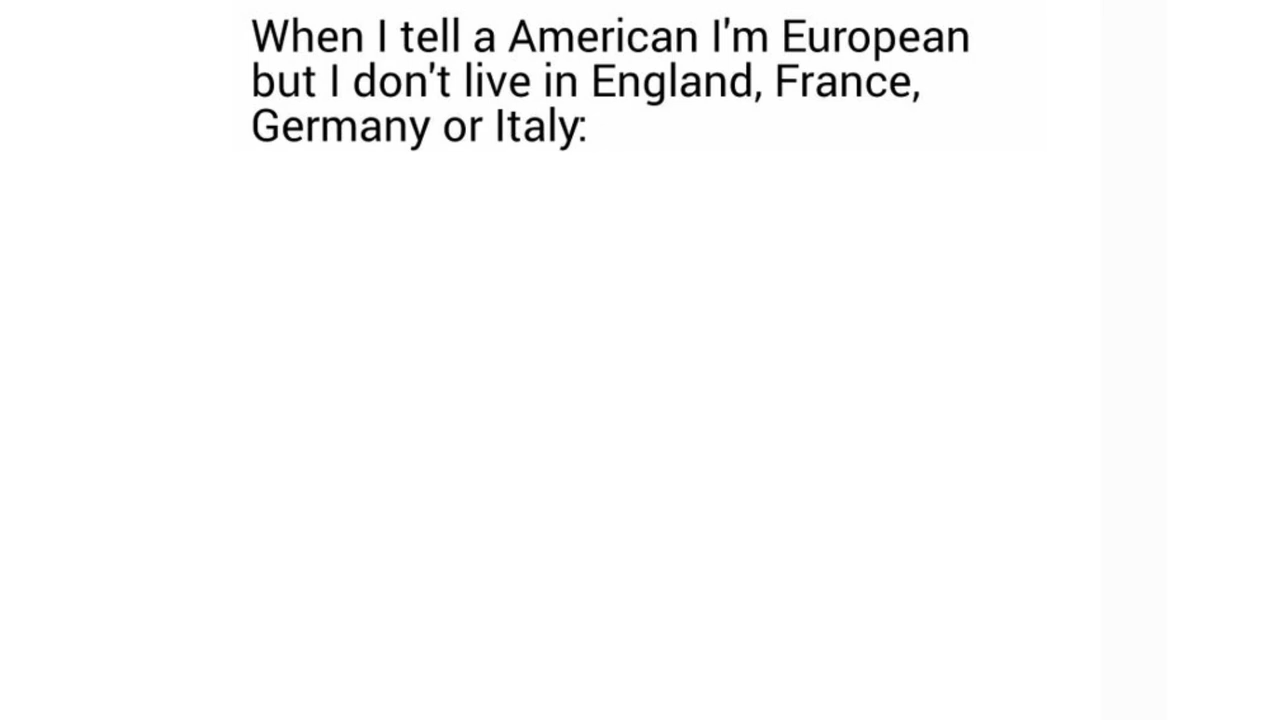 When I tell a American I'm European
but I don't live in England, France,
Germany or Italy: